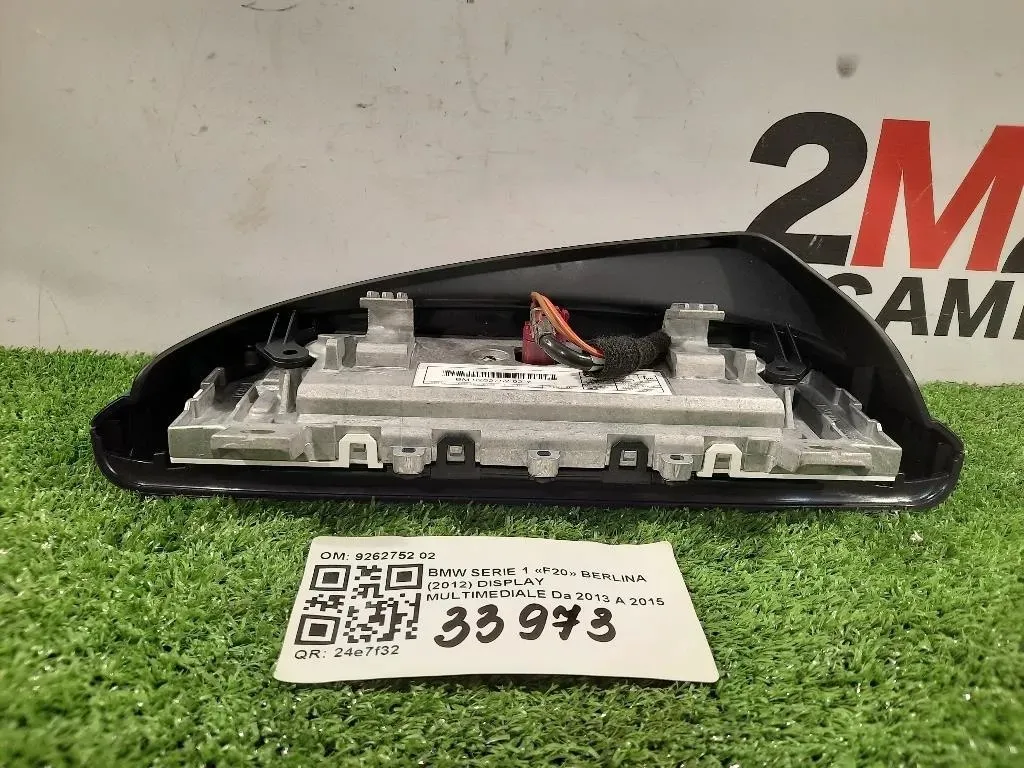 2M
CAM
OM: 9262752 02
BMW SERIE 1 «F20» BERLINA
(2012) DISPLAY
MULTIMEDIALE Da 2013 A 2015
33973
QR: 24e7f32